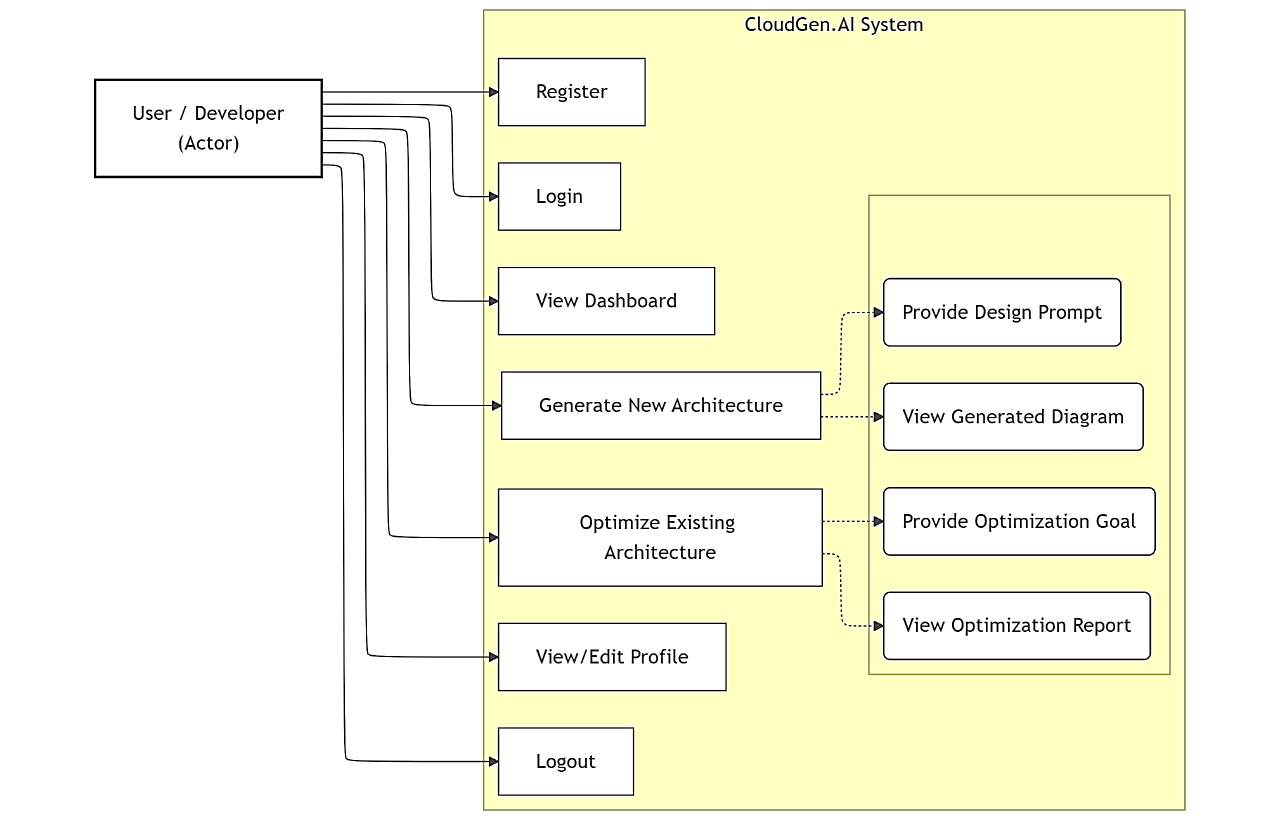 CloudGen.AI System
User / Developer
(Actor)
Register
Login
View Dashboard
Generate New Architecture
Optimize Existing
Architecture
View/Edit Profile
Logout
Provide Design Prompt
View Generated Diagram
Provide Optimization Goal
View Optimization Report